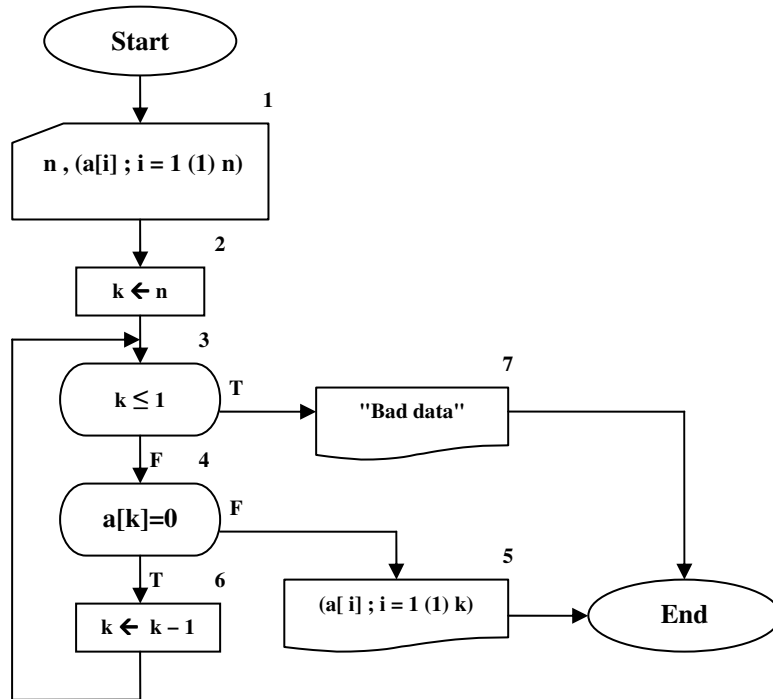 Start
1
n , (a[i] ; i = 1 (1) n)
2
k ← n
3
k ≤ 1
T
7
"Bad data"
F
4
a[k]=0
F
5
(a[ i] ; i = 1 (1) k)
End
T
6
k ← k – 1